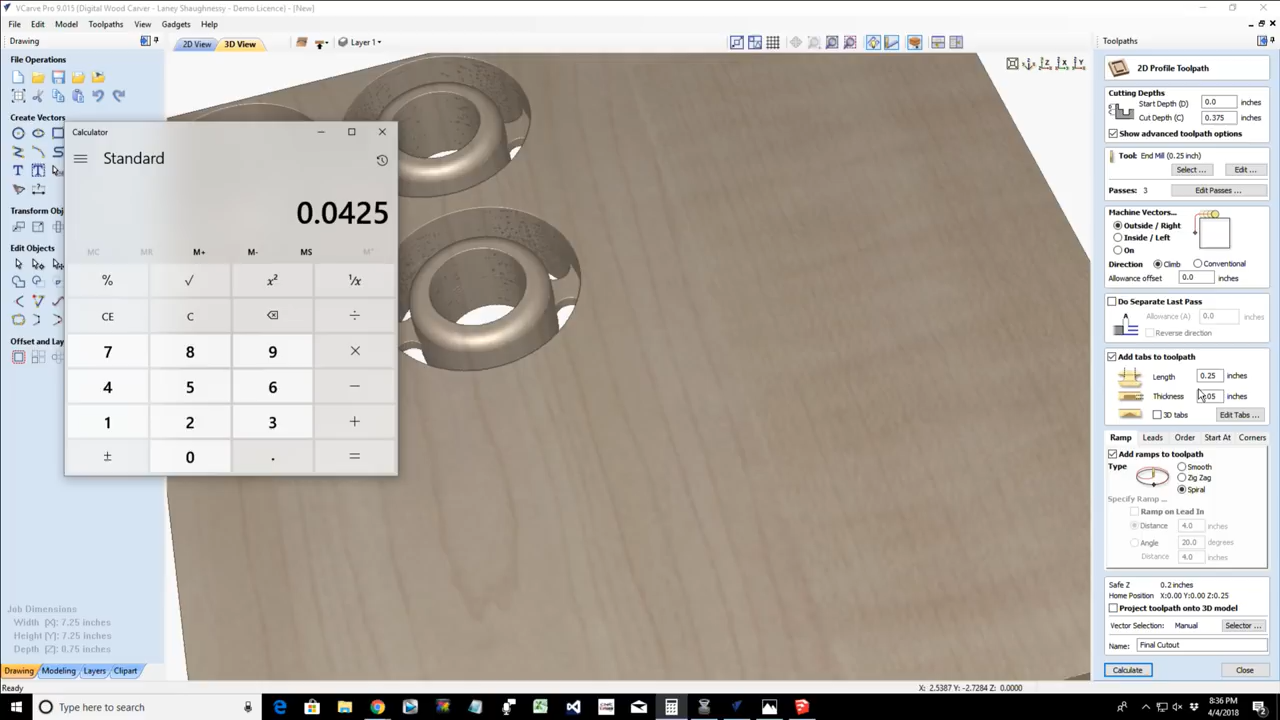 VCarve Pro 9.015 (Digital Wood Carver - Laney Shaughnessy - Demo Licence) - [New]
File Edit Model Toolpaths View Gadgets Help
Drawing
2D View 3D View Layer 1
Toolpaths
File Operations
Create Vectors
Transform Obj
Edit Objects
Offset and Lay
Job Dimensions
Width (X): 7.25 inches
Height (Y): 7.25 inches
Depth (Z): 0.75 inches
Drawing Modeling Layers Clipart
Ready
X: 2.5387 Y: -2.7284 Z: 0.0000
Calculator
Standard
0.0425
MC MR M+ M- MS
% √ x² ¹/x
CE C ÷
7 8 9 ×
4 5 6 −
1 2 3 +
± 0 . =
2D Profile Toolpath
Cutting Depths
Start Depth (D) 0.0 inches
Cut Depth (C) 0.375 inches
Show advanced toolpath options
Tool: End Mill (0.25 inch)
Select ... Edit ...
Passes: 3 Edit Passes ...
Machine Vectors...
Outside / Right
Inside / Left
On
Direction Climb Conventional
Allowance offset 0.0 inches
Do Separate Last Pass
Allowance (A) 0.0 inches
Reverse direction
Add tabs to toolpath
Length 0.25 inches
Thickness .05 inches
3D tabs Edit Tabs ...
Ramp Leads Order Start At Corners
Add ramps to toolpath
Type
Smooth
Zig Zag
Spiral
Specify Ramp ...
Ramp on Lead In
Distance 4.0 inches
Angle 20.0 degrees
Distance 4.0 inches
Safe Z 0.2 inches
Home Position X:0.00 Y:0.00 Z:0.25
Project toolpath onto 3D model
Vector Selection: Manual Selector ...
Name: Final Cutout
Calculate Close
Type here to search
8:36 PM
4/4/2018